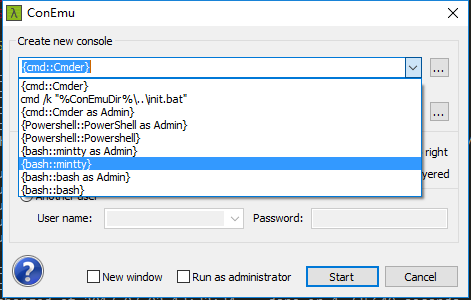 ConEmu
Create new console
{cmd::Cmder}
...
{cmd::Cmder}
cmd /k "%ConEmuDir%\..\init.bat"
{cmd::Cmder as Admin}
...
{Powershell::PowerShell as Admin}
{Powershell::Powershell}
{bash::mintty as Admin}
right
{bash::mintty}
{bash::bash as Admin}
yered
{bash::bash}
Another user
User name:
Password:
New window
Run as administrator
Start
Cancel